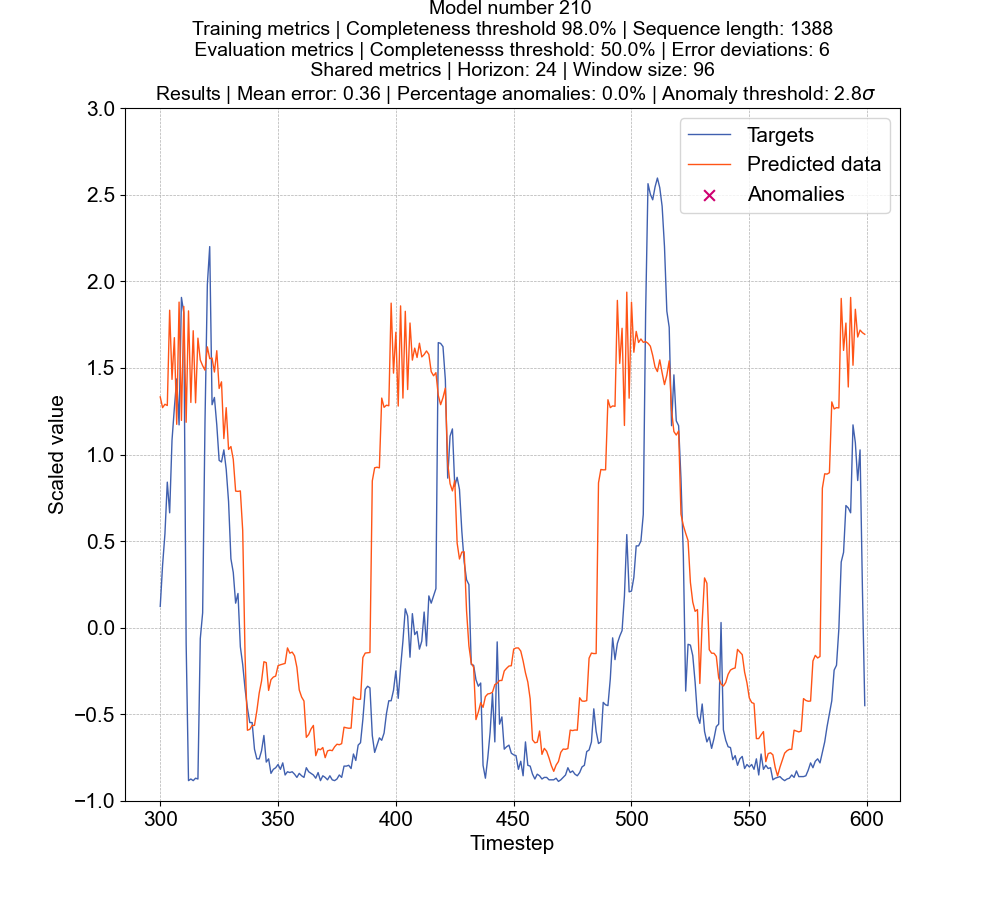 Model number 210
Training metrics | Completeness threshold 98.0% | Sequence length: 1388
Evaluation metrics | Completenesss threshold: 50.0% | Error deviations: 6
Shared metrics | Horizon: 24 | Window size: 96
Results | Mean error: 0.36 | Percentage anomalies: 0.0% | Anomaly threshold: 2.8σ
Targets
Predicted data
Anomalies
3.0
2.5
2.0
1.5
1.0
0.5
0.0
−0.5
−1.0
Scaled value
300
350
400
450
500
550
600
Timestep